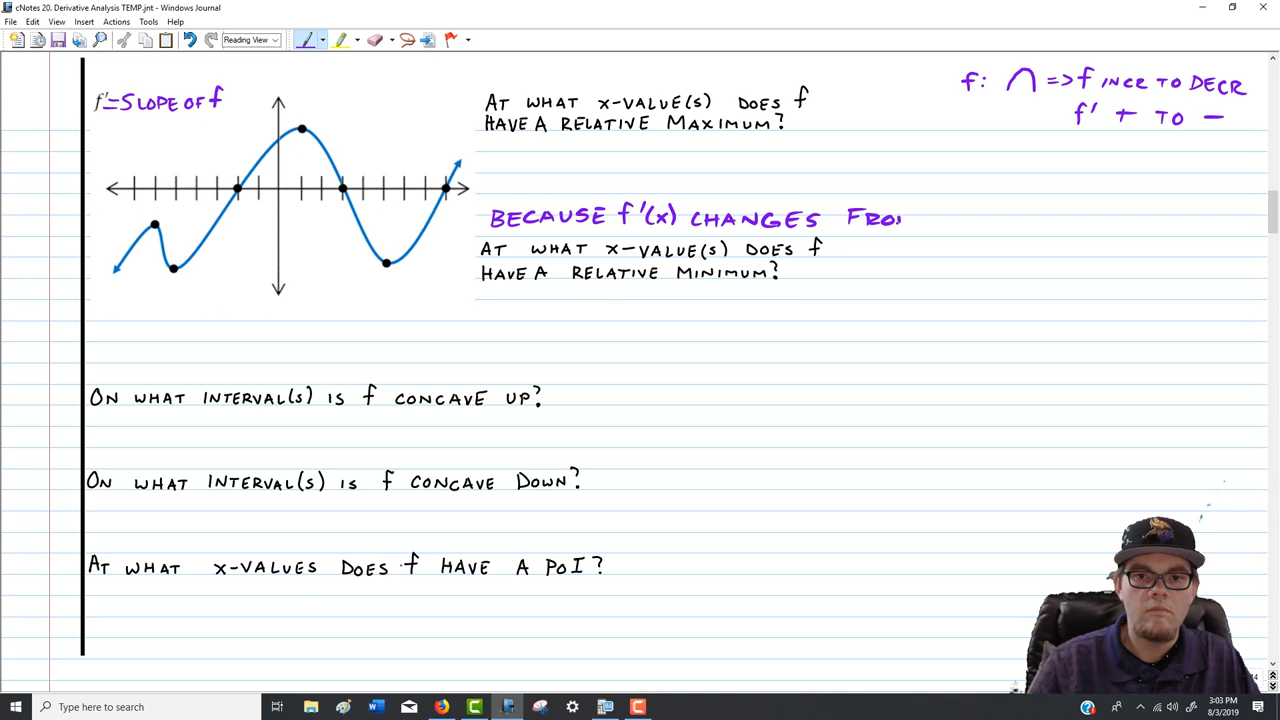 cNotes 20. Derivative Analysis TEMP.jnt - Windows Journal
File Edit View Insert Actions Tools Help
Reading View
f' = SLOPE OF f
AT WHAT X-VALUE(S) DOES f
HAVE A RELATIVE MAXIMUM?
f: ∩ => f INCR TO DECR
f' + TO -
BECAUSE f'(x) CHANGES FRO
AT WHAT X-VALUE(S) DOES f
HAVE A RELATIVE MINIMUM?
ON WHAT INTERVAL(S) IS f CONCAVE UP?
ON WHAT INTERVAL(S) IS f CONCAVE DOWN?
AT WHAT X-VALUES DOES f HAVE A POI?
Type here to search
3:03 PM
8/3/2019